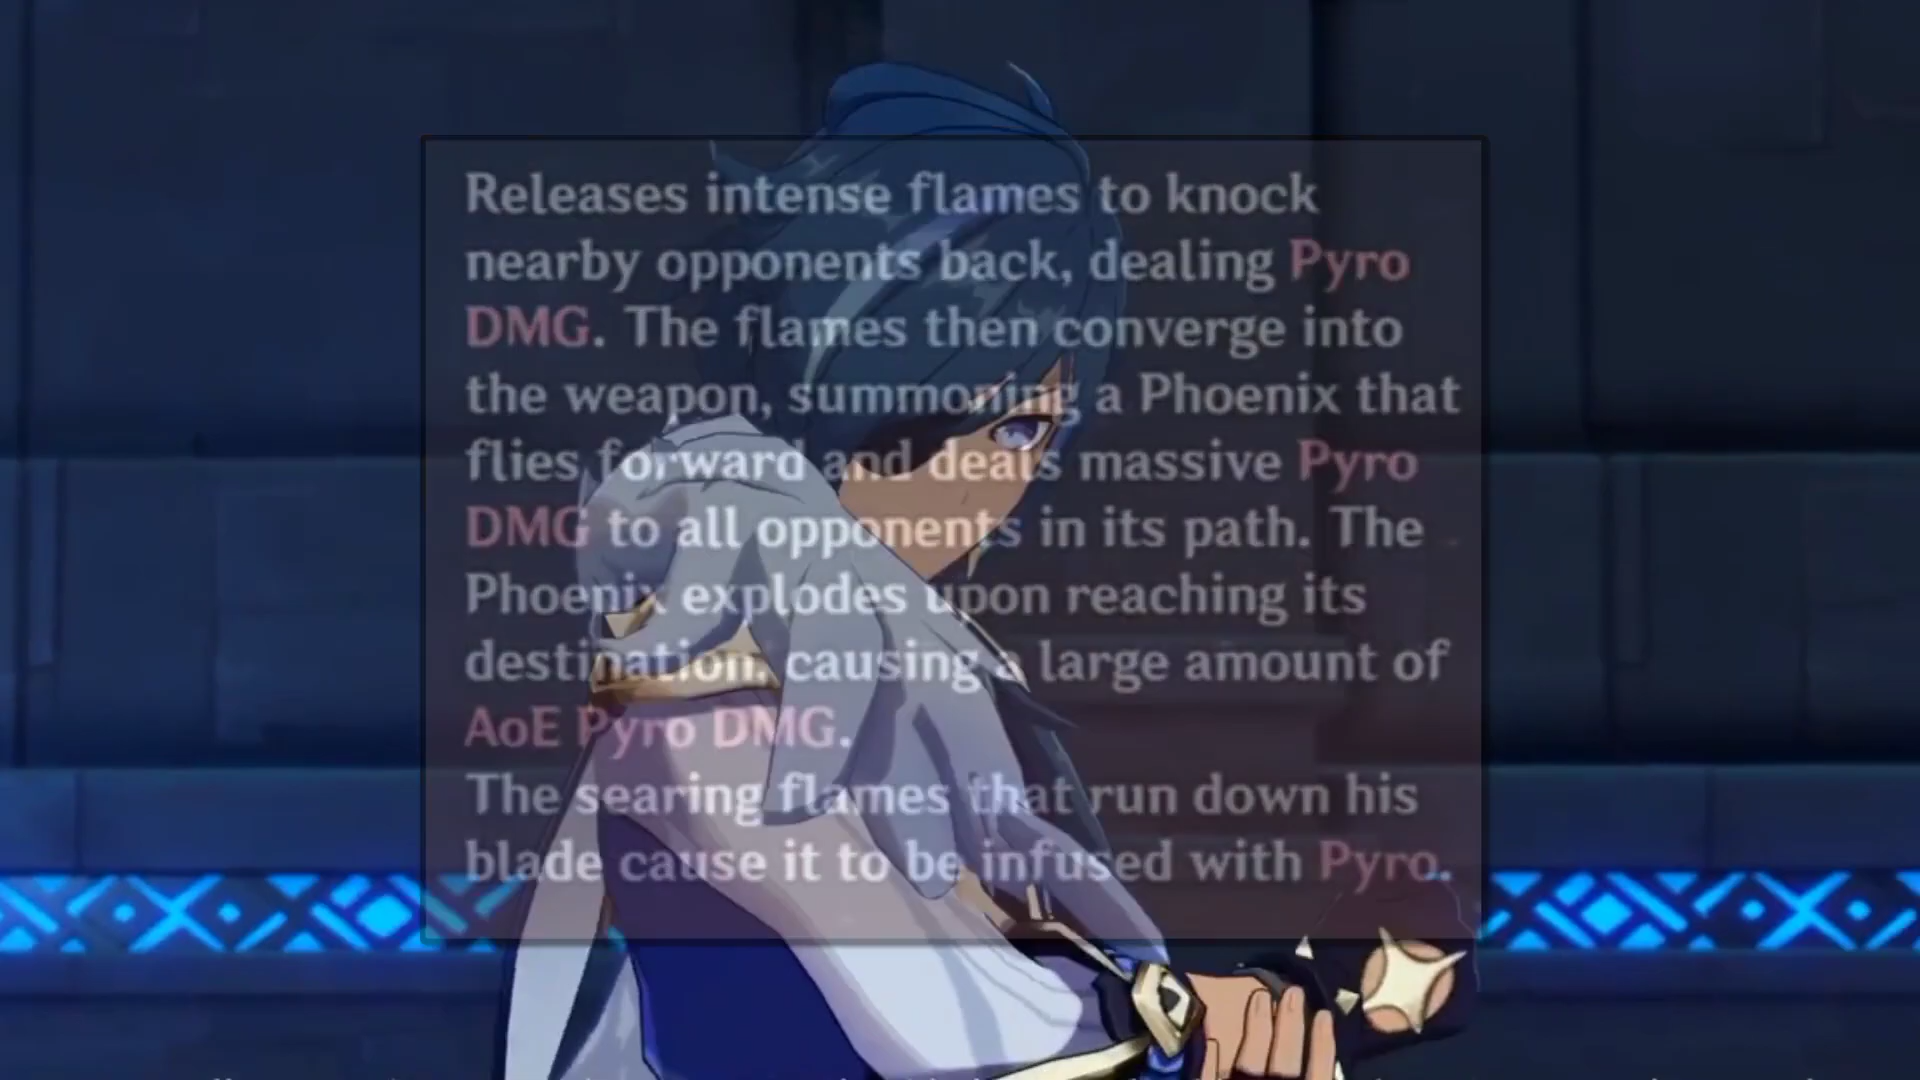 Releases intense flames to knock
nearby opponents back, dealing Pyro
DMG. The flames then converge into
the weapon, summoning a Phoenix that
flies forward and deals massive Pyro
DMG to all opponents in its path. The
Phoenix explodes upon reaching its
destination, causing a large amount of
AoE Pyro DMG.
The searing flames that run down his
blade cause it to be infused with Pyro.